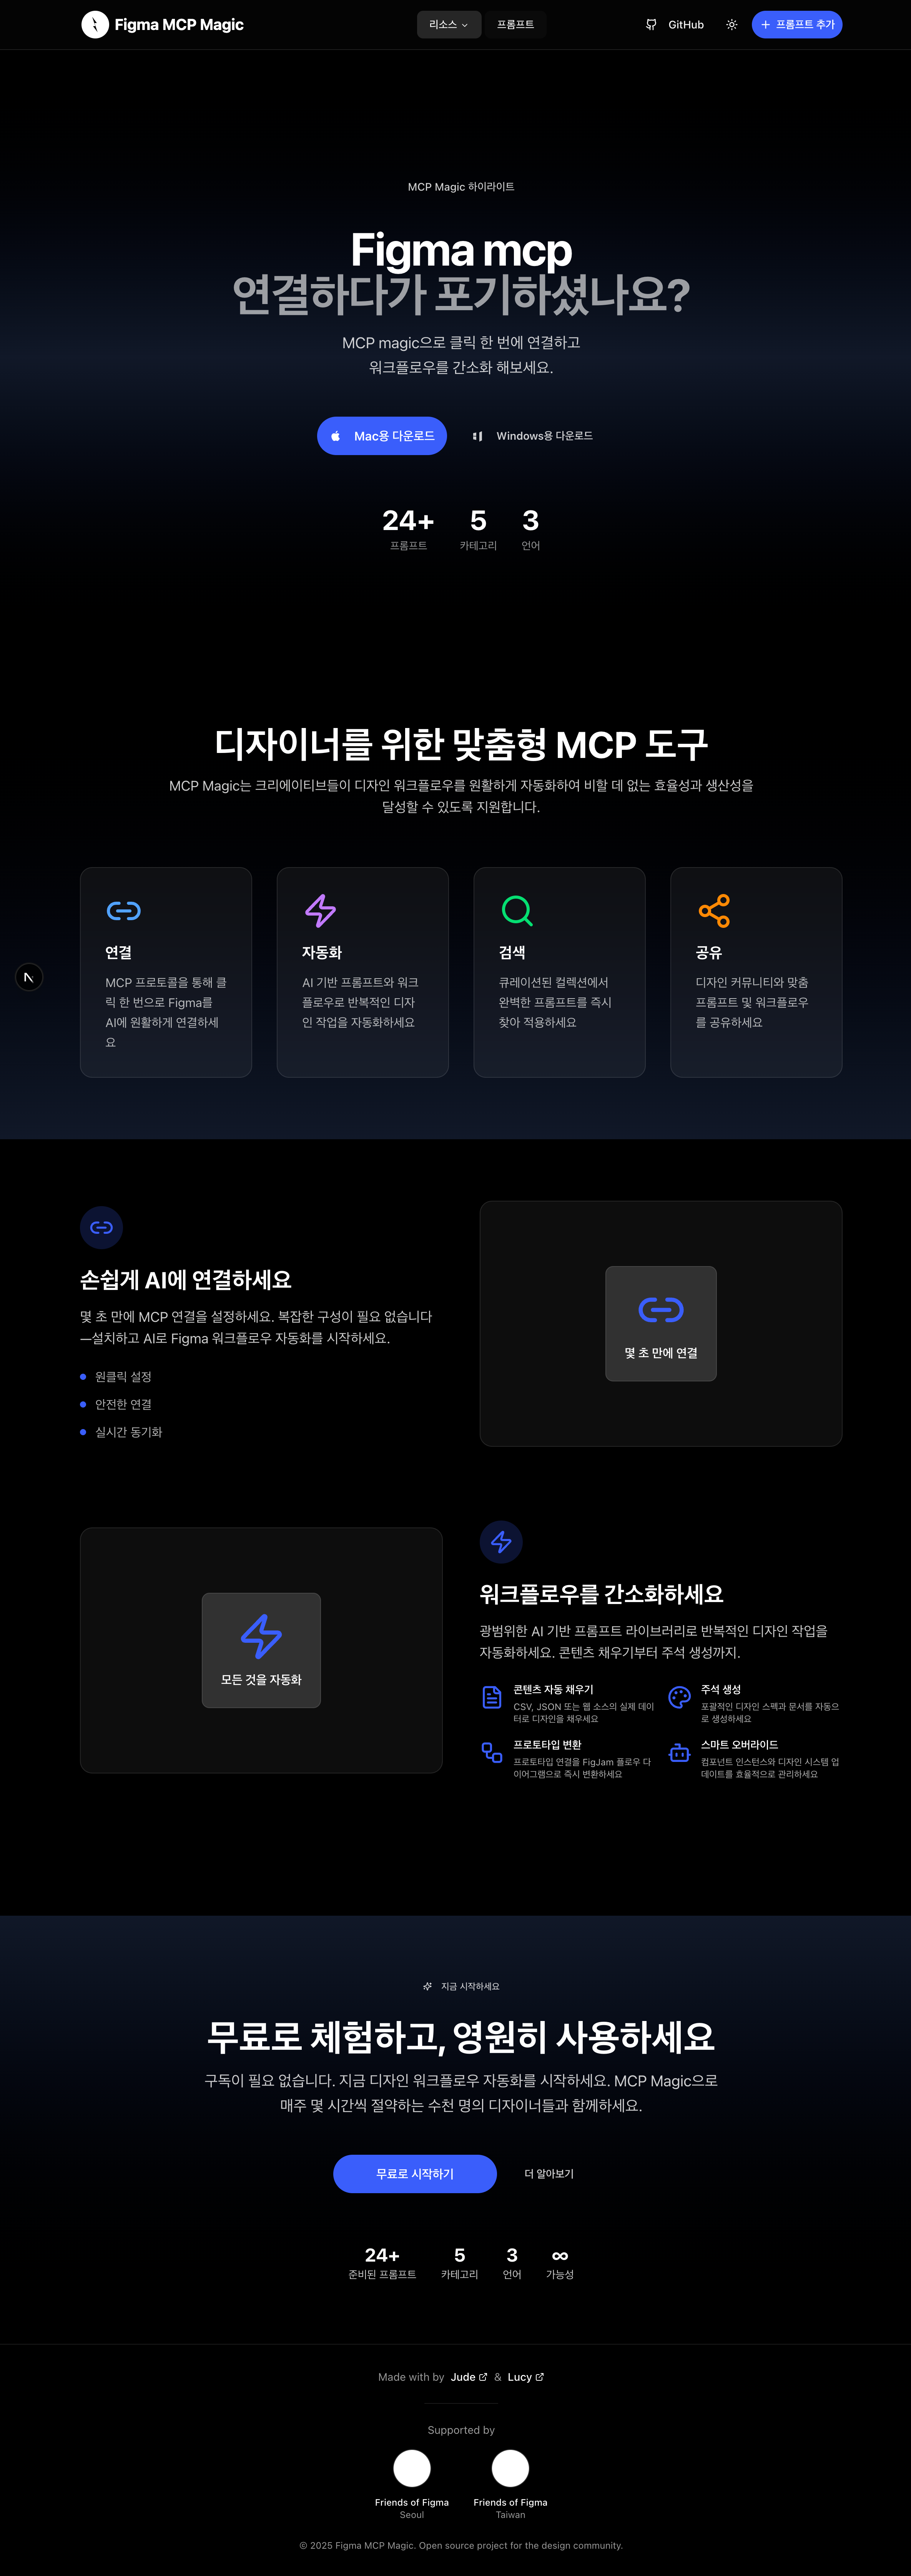 Figma MCP Magic
리소스
프롬프트
GitHub
프롬프트 추가
MCP Magic 하이라이트
Figma mcp
연결하다가 포기하셨나요?
MCP magic으로 클릭 한 번에 연결하고
워크플로우를 간소화 해보세요.
Mac용 다운로드
Windows용 다운로드
24+
프롬프트
5
카테고리
3
언어
디자이너를 위한 맞춤형 MCP 도구
MCP Magic는 크리에이티브들이 디자인 워크플로우를 원활하게 자동화하여 비할 데 없는 효율성과 생산성을
달성할 수 있도록 지원합니다.
연결
MCP 프로토콜을 통해 클
릭 한 번으로 Figma를
AI에 원활하게 연결하세
요
자동화
AI 기반 프롬프트와 워크
플로우로 반복적인 디자
인 작업을 자동화하세요
검색
큐레이션된 컬렉션에서
완벽한 프롬프트를 즉시
찾아 적용하세요
공유
디자인 커뮤니티와 맞춤
프롬프트 및 워크플로우
를 공유하세요
N
손쉽게 AI에 연결하세요
몇 초 만에 MCP 연결을 설정하세요. 복잡한 구성이 필요 없습니다
—설치하고 AI로 Figma 워크플로우 자동화를 시작하세요.
원클릭 설정
안전한 연결
실시간 동기화
몇 초 만에 연결
모든 것을 자동화
워크플로우를 간소화하세요
광범위한 AI 기반 프롬프트 라이브러리로 반복적인 디자인 작업을
자동화하세요. 콘텐츠 채우기부터 주석 생성까지.
콘텐츠 자동 채우기
CSV, JSON 또는 웹 소스의 실제 데이
터로 디자인을 채우세요
주석 생성
포괄적인 디자인 스펙과 문서를 자동으
로 생성하세요
프로토타입 변환
프로토타입 연결을 FigJam 플로우 다
이어그램으로 즉시 변환하세요
스마트 오버라이드
컴포넌트 인스턴스와 디자인 시스템 업
데이트를 효율적으로 관리하세요
지금 시작하세요
무료로 체험하고, 영원히 사용하세요
구독이 필요 없습니다. 지금 디자인 워크플로우 자동화를 시작하세요. MCP Magic으로
매주 몇 시간씩 절약하는 수천 명의 디자이너들과 함께하세요.
무료로 시작하기
더 알아보기
24+
준비된 프롬프트
5
카테고리
3
언어
∞
가능성
Made with by Jude & Lucy
Supported by
Friends of Figma
Seoul
Friends of Figma
Taiwan
© 2025 Figma MCP Magic. Open source project for the design community.